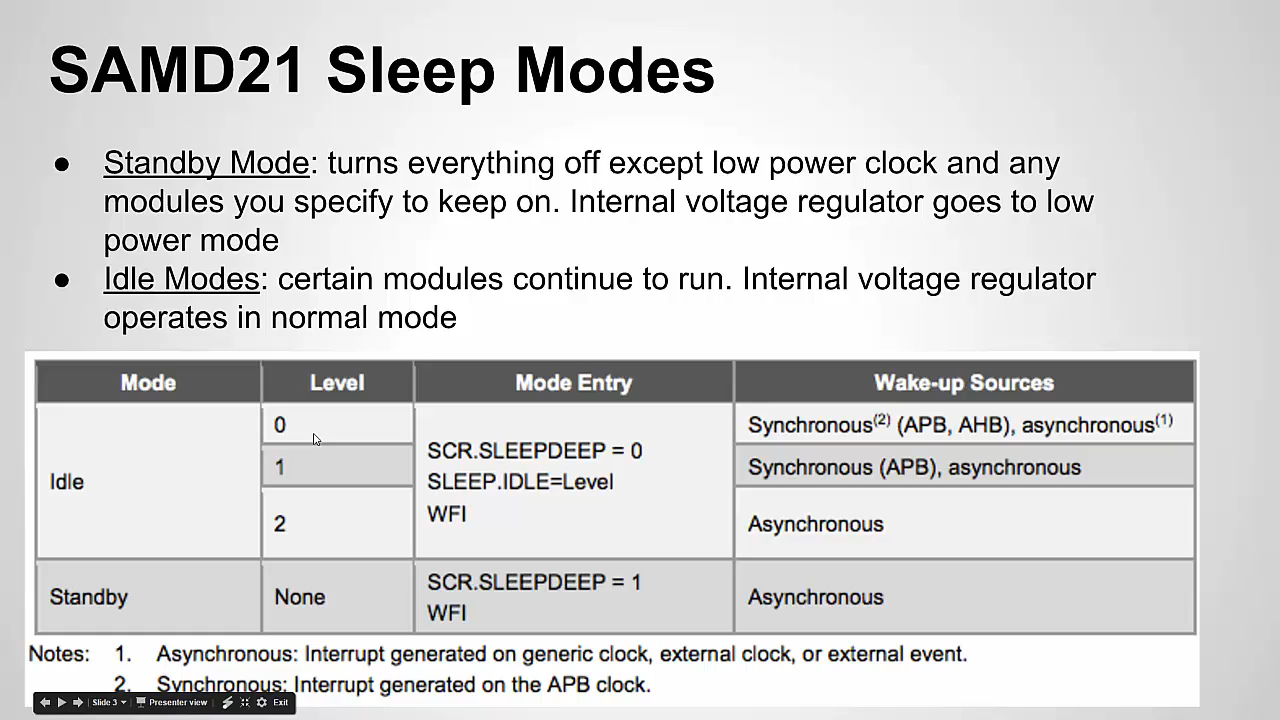 SAMD21 Sleep Modes
● Standby Mode: turns everything off except low power clock and any
modules you specify to keep on. Internal voltage regulator goes to low
power mode
● Idle Modes: certain modules continue to run. Internal voltage regulator
operates in normal mode
Mode Level Mode Entry Wake-up Sources
Idle
0
1
2
SCR.SLEEPDEEP = 0
SLEEP.IDLE=Level
WFI
Synchronous(2) (APB, AHB), asynchronous(1)
Synchronous (APB), asynchronous
Asynchronous
Standby
None
SCR.SLEEPDEEP = 1
WFI
Asynchronous
Notes: 1. Asynchronous: Interrupt generated on generic clock, external clock, or external event.
2. Synchronous: Interrupt generated on the APB clock.
Slide 3 Presenter view Exit